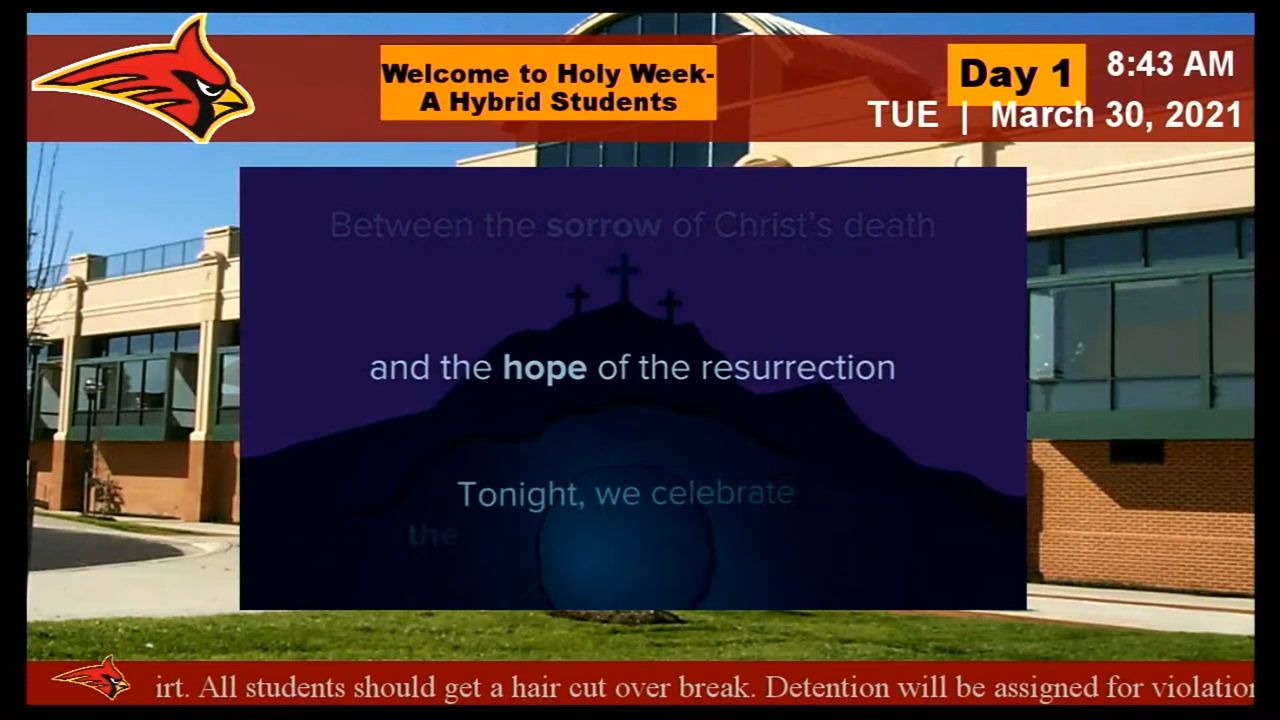 Welcome to Holy Week-
A Hybrid Students
Day 1
8:43 AM
TUE | March 30, 2021
Between the sorrow of Christ's death
and the hope of the resurrection
Tonight, we celebrate
the
irt. All students should get a hair cut over break. Detention will be assigned for violation